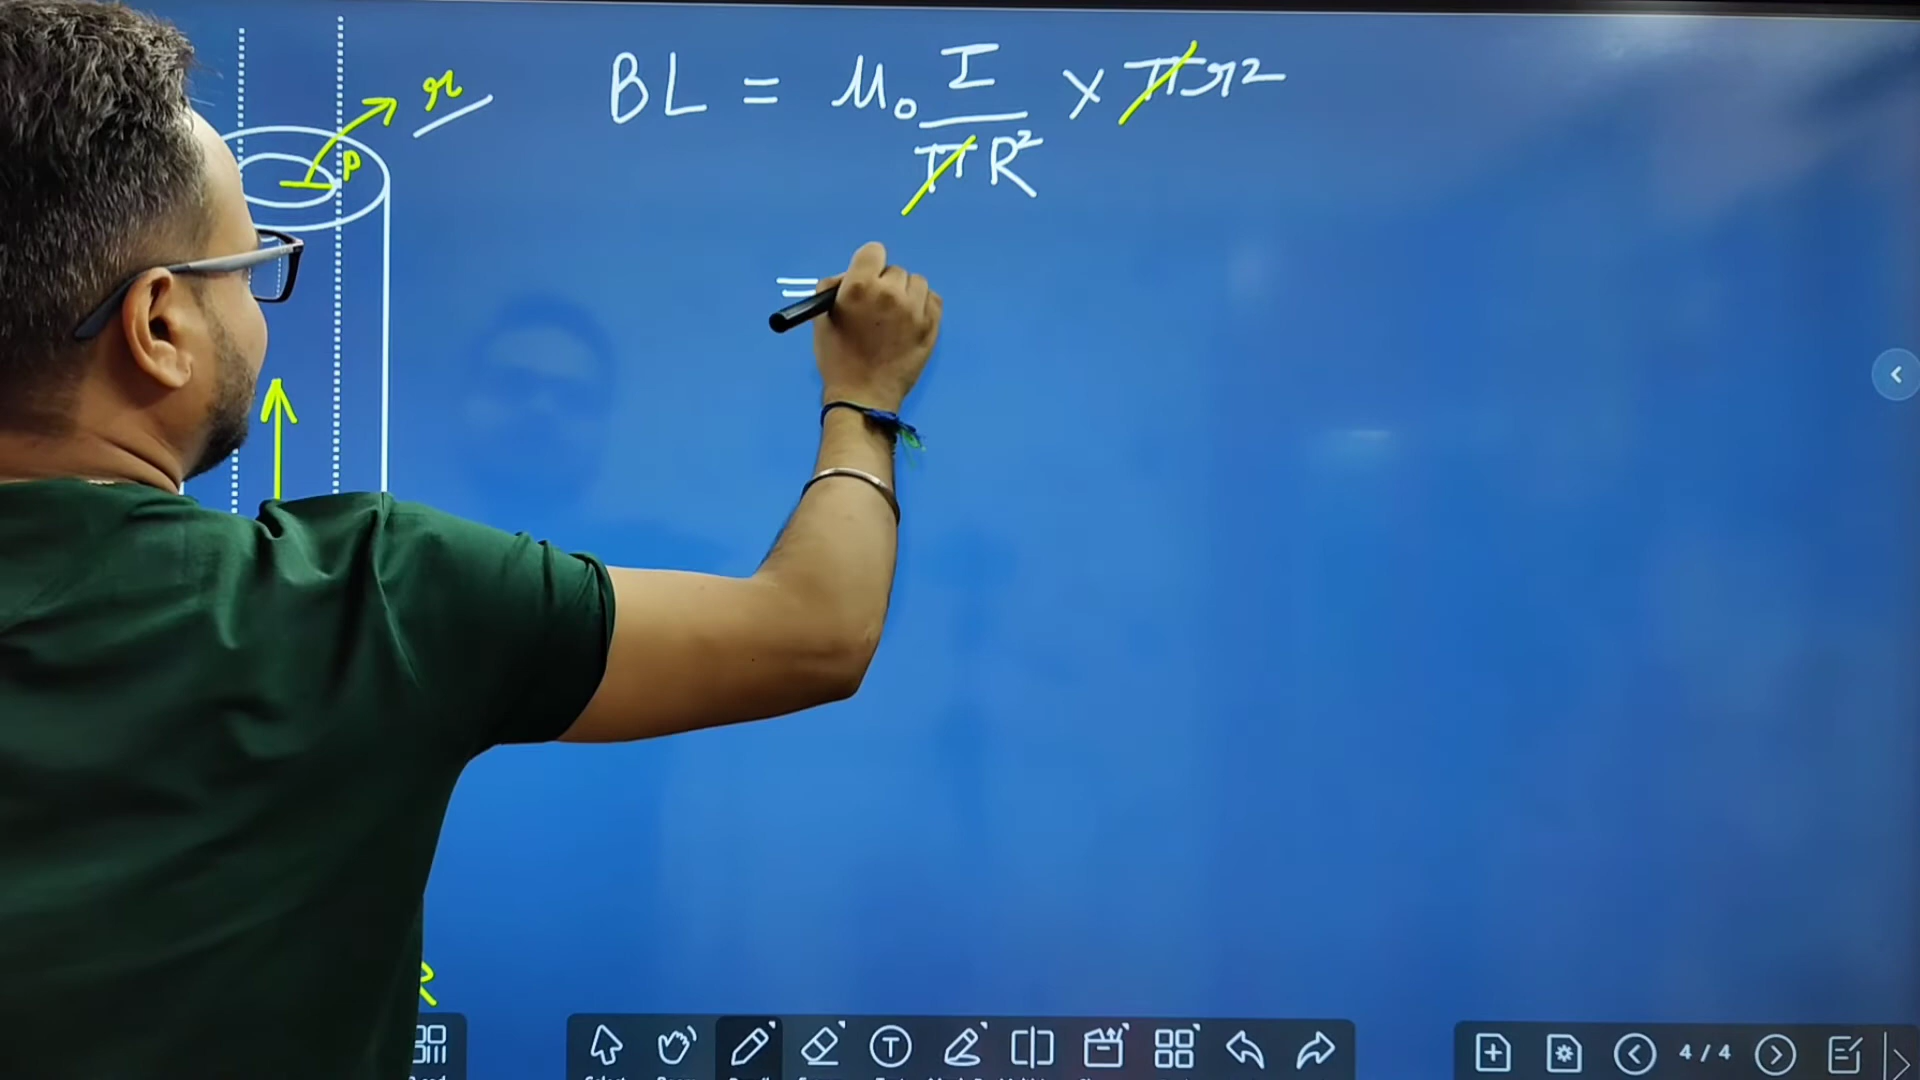 r
P
BL = μ₀ I/(πR²) × πr²
=
R
4/4